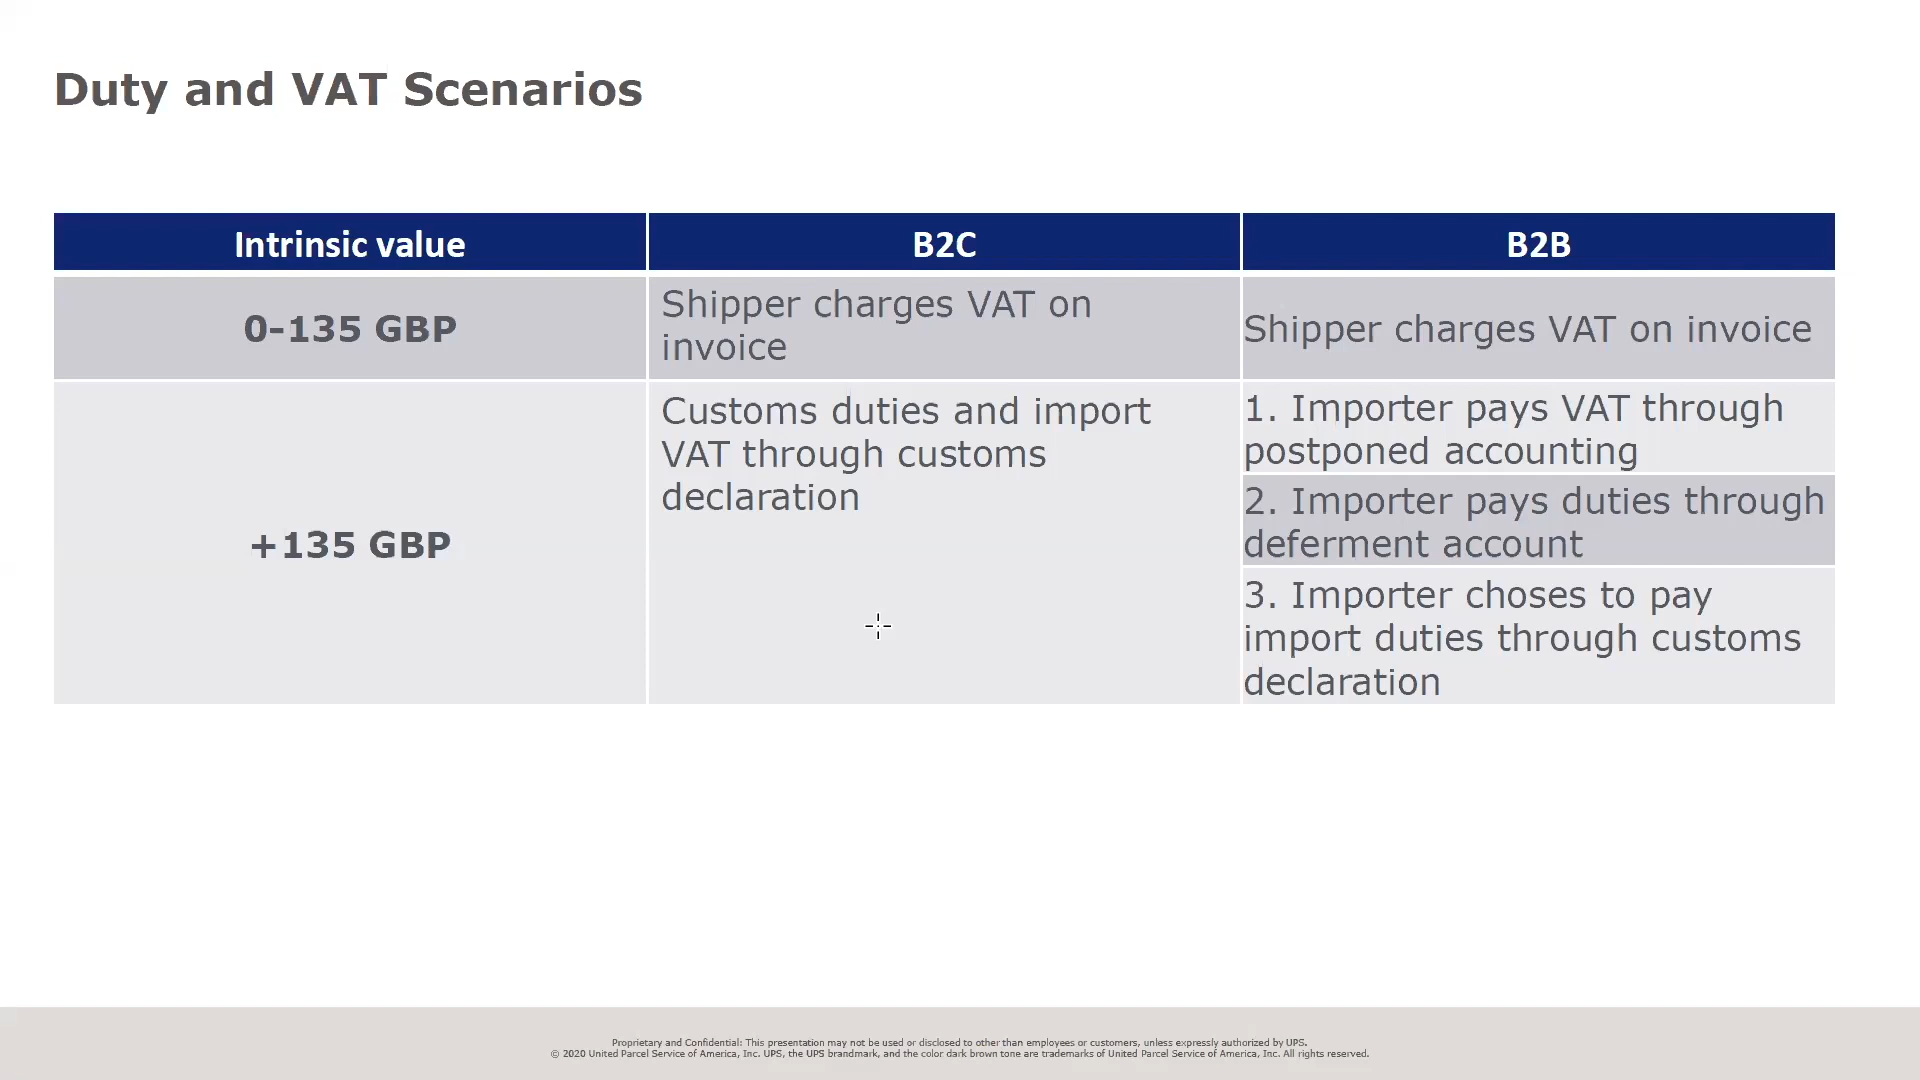 Duty and VAT Scenarios
Intrinsic value
B2C
B2B
0-135 GBP
Shipper charges VAT on
invoice
Shipper charges VAT on invoice
+135 GBP
Customs duties and import
VAT through customs
declaration
1. Importer pays VAT through
postponed accounting
2. Importer pays duties through
deferment account
3. Importer choses to pay
import duties through customs
declaration
Proprietary and Confidential: This presentation may not be used or disclosed to other than employees or customers, unless expressly authorized by UPS.
© 2020 United Parcel Service of America, Inc. UPS, the UPS brandmark, and the color dark brown tone are trademarks of United Parcel Service of America, Inc. All rights reserved.